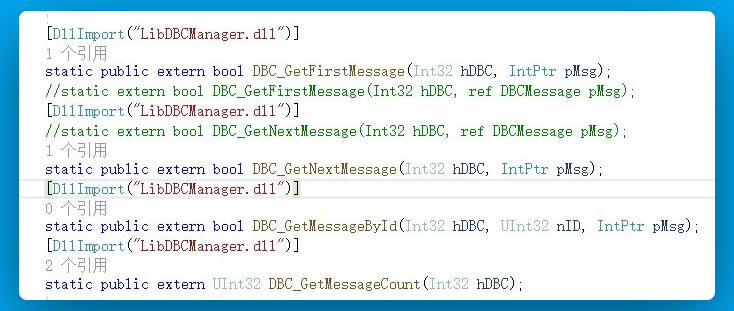 [DllImport("LibDBCManager.dll")]
1 个引用
static public extern bool DBC_GetFirstMessage(Int32 hDBC, IntPtr pMsg);
//static extern bool DBC_GetFirstMessage(Int32 hDBC, ref DBCMessage pMsg);
[DllImport("LibDBCManager.dll")]
//static extern bool DBC_GetNextMessage(Int32 hDBC, ref DBCMessage pMsg);
1 个引用
static public extern bool DBC_GetNextMessage(Int32 hDBC, IntPtr pMsg);
[DllImport("LibDBCManager.dll")]
0 个引用
static public extern bool DBC_GetMessageById(Int32 hDBC, UInt32 nID, IntPtr pMsg);
[DllImport("LibDBCManager.dll")]
2 个引用
static public extern UInt32 DBC_GetMessageCount(Int32 hDBC);